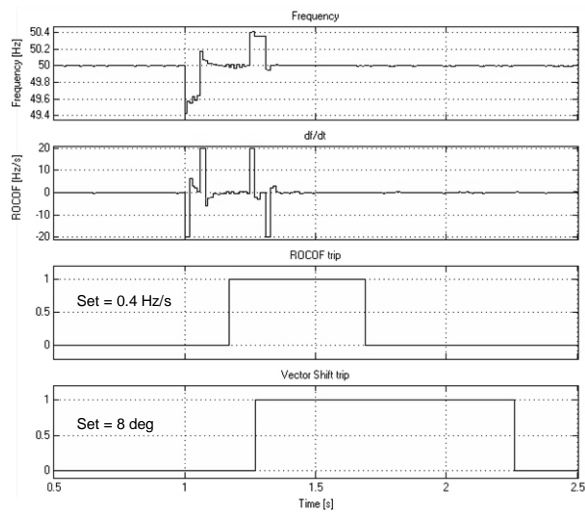 Frequency
Frequency [Hz]
50.4
50.2
50
49.8
49.6
49.4
df/dt
ROCOF [Hz/s]
20
10
0
-10
-20
ROCOF trip
1
0.5
0
Set = 0.4 Hz/s
Vector Shift trip
1
0.5
0
Set = 8 deg
0.5
1
1.5
2
2.5
Time [s]